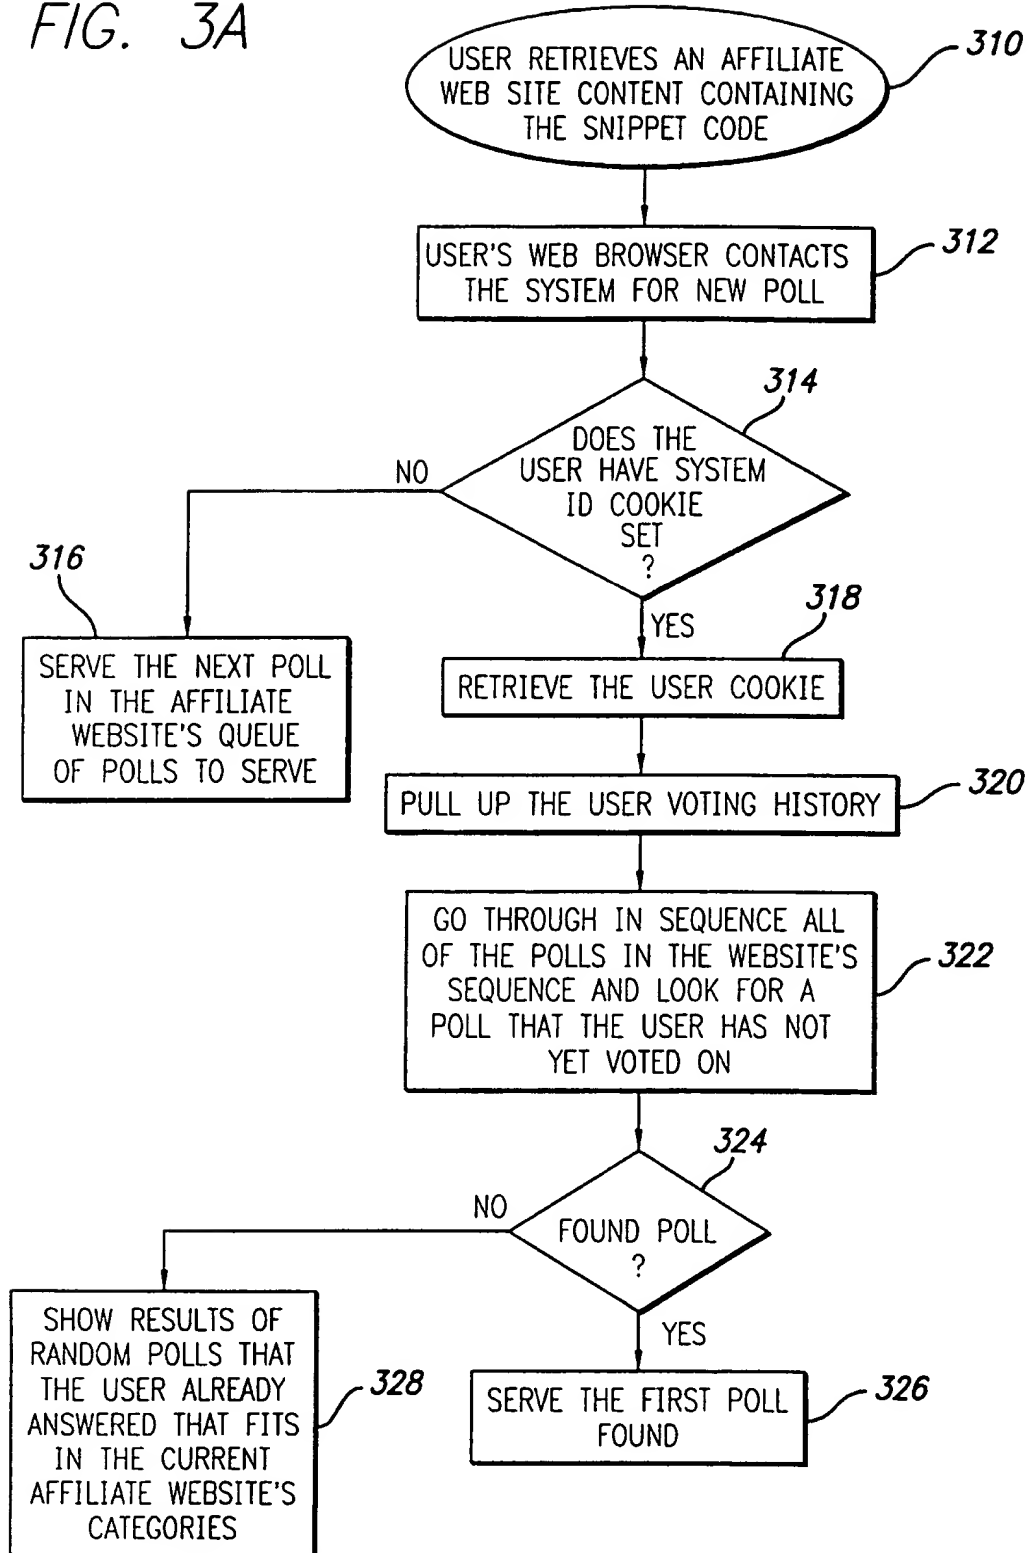 FIG. 3A
USER RETRIEVES AN AFFILIATE
WEB SITE CONTENT CONTAINING
THE SNIPPET CODE
310
USER'S WEB BROWSER CONTACTS
THE SYSTEM FOR NEW POLL
312
314
DOES THE
USER HAVE SYSTEM
ID COOKIE
SET
?
NO
316
SERVE THE NEXT POLL
IN THE AFFILIATE
WEBSITE'S QUEUE
OF POLLS TO SERVE
YES
318
RETRIEVE THE USER COOKIE
PULL UP THE USER VOTING HISTORY
320
GO THROUGH IN SEQUENCE ALL
OF THE POLLS IN THE WEBSITE'S
SEQUENCE AND LOOK FOR A
POLL THAT THE USER HAS NOT
YET VOTED ON
322
324
FOUND POLL
?
NO
SHOW RESULTS OF
RANDOM POLLS THAT
THE USER ALREADY
ANSWERED THAT FITS
IN THE CURRENT
AFFILIATE WEBSITE'S
CATEGORIES
328
YES
SERVE THE FIRST POLL
FOUND
326